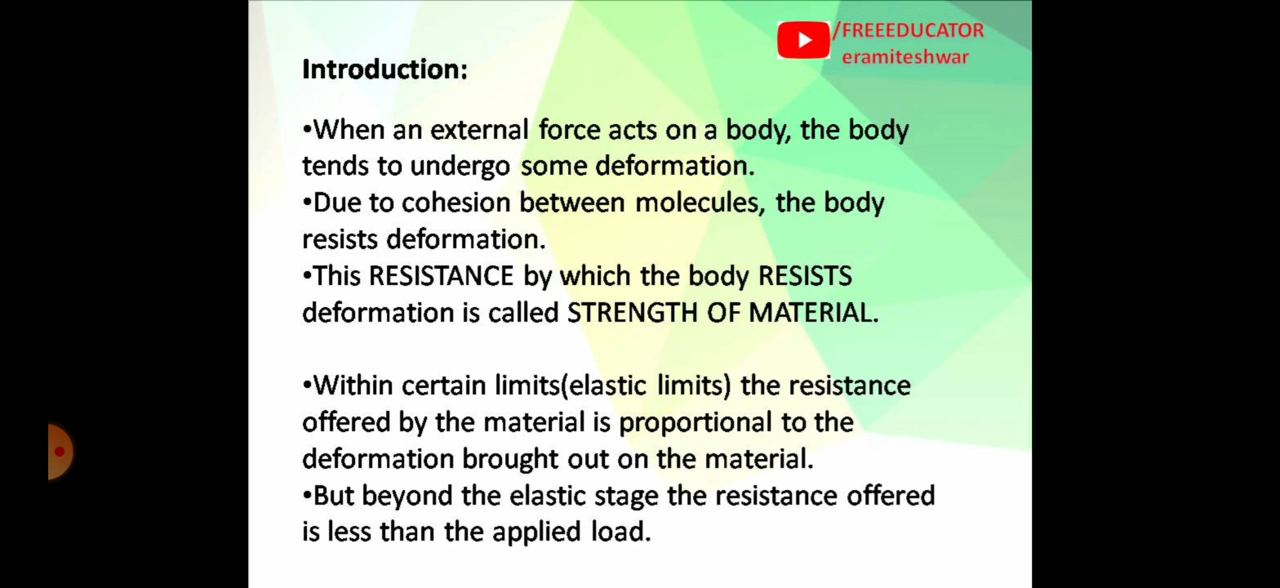 /FREEEDUCATOR
eramiteshwar
Introduction:
•When an external force acts on a body, the body
tends to undergo some deformation.
•Due to cohesion between molecules, the body
resists deformation.
•This RESISTANCE by which the body RESISTS
deformation is called STRENGTH OF MATERIAL.
•Within certain limits(elastic limits) the resistance
offered by the material is proportional to the
deformation brought out on the material.
•But beyond the elastic stage the resistance offered
is less than the applied load.